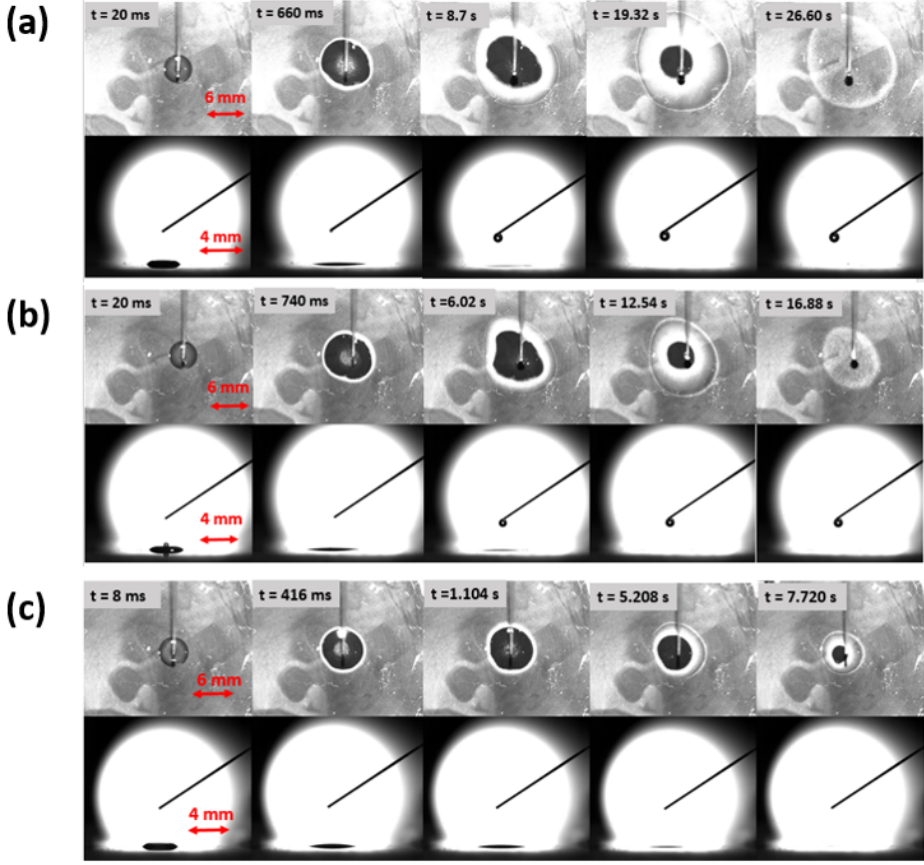 (a)
t = 20 ms t = 660 ms t = 8.7 s t = 19.32 s t = 26.60 s
6 mm
4 mm
(b)
t = 20 ms t = 740 ms t =6.02 s t = 12.54 s t = 16.88 s
6 mm
4 mm
(c)
t = 8 ms t = 416 ms t =1.104 s t = 5.208 s t = 7.720 s
6 mm
4 mm